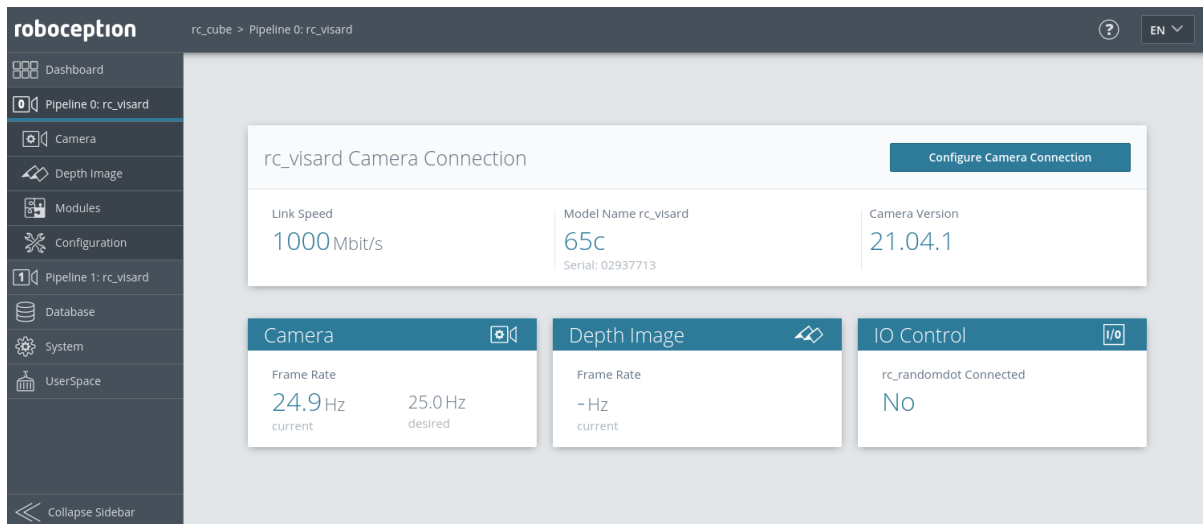 roboception
rc_cube > Pipeline 0: rc_visard
?
EN
Dashboard
0 Pipeline 0: rc_visard
Camera
Depth Image
Modules
Configuration
1 Pipeline 1: rc_visard
Database
System
UserSpace
Collapse Sidebar
rc_visard Camera Connection
Configure Camera Connection
Link Speed
1000 Mbit/s
Model Name rc_visard
65c
Serial: 02937713
Camera Version
21.04.1
Camera
Frame Rate
24.9 Hz 25.0 Hz
current desired
Depth Image
Frame Rate
- Hz
current
IO Control I/O
rc_randomdot Connected
No